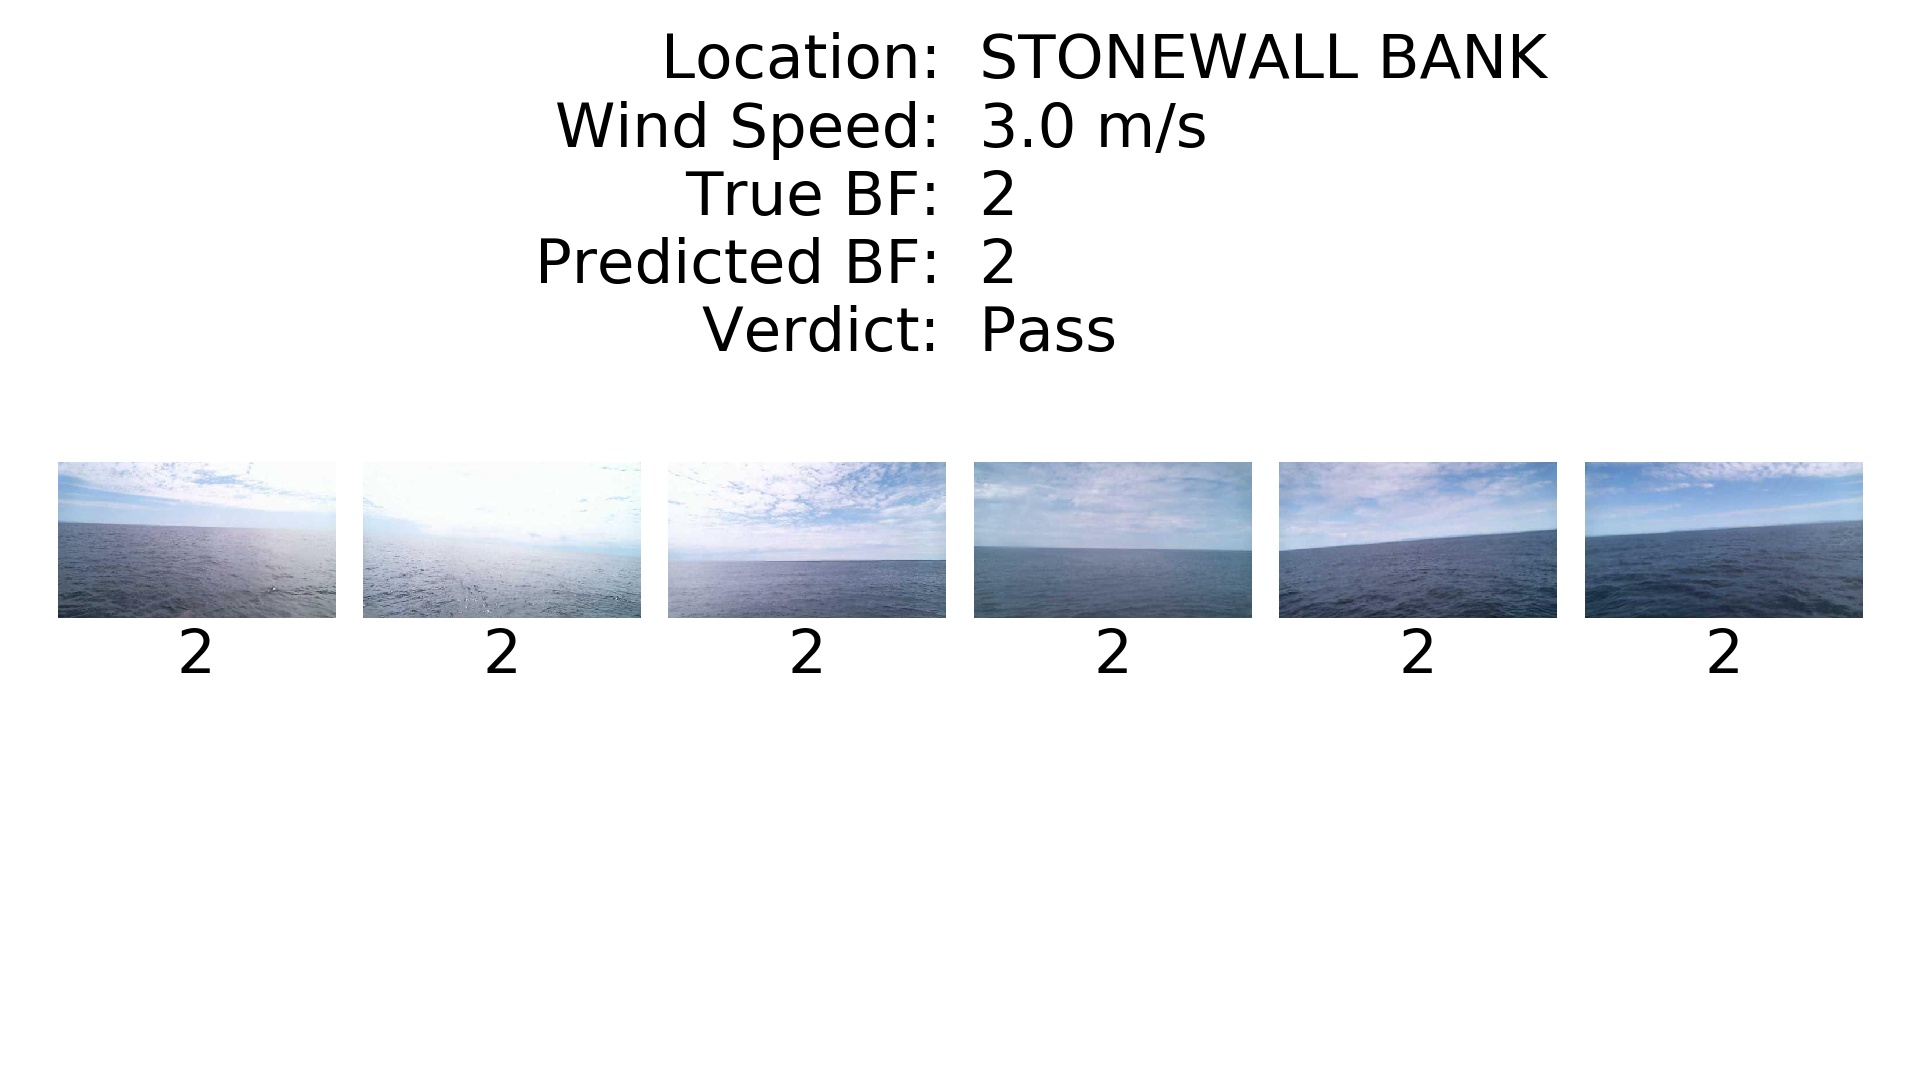 Location: STONEWALL BANK
Wind Speed: 3.0 m/s
True BF: 2
Predicted BF: 2
Verdict: Pass
2 2 2 2 2 2